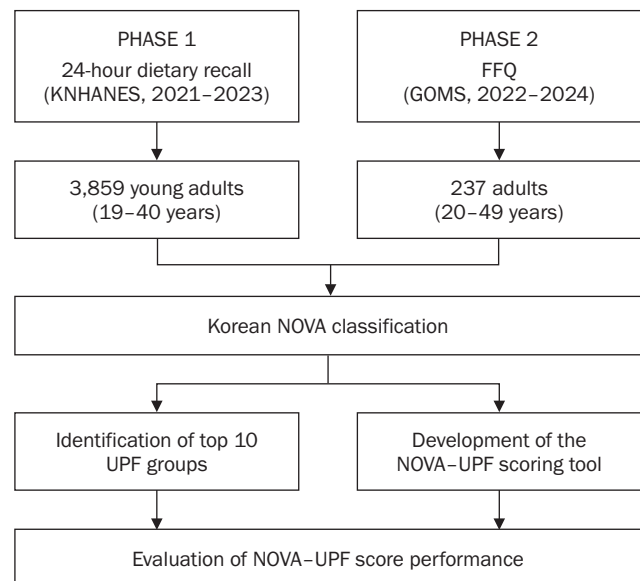 PHASE 1
24-hour dietary recall
(KNHANES, 2021–2023)
PHASE 2
FFQ
(GOMS, 2022–2024)
3,859 young adults
(19–40 years)
237 adults
(20–49 years)
Korean NOVA classification
Identification of top 10
UPF groups
Development of the
NOVA–UPF scoring tool
Evaluation of NOVA–UPF score performance